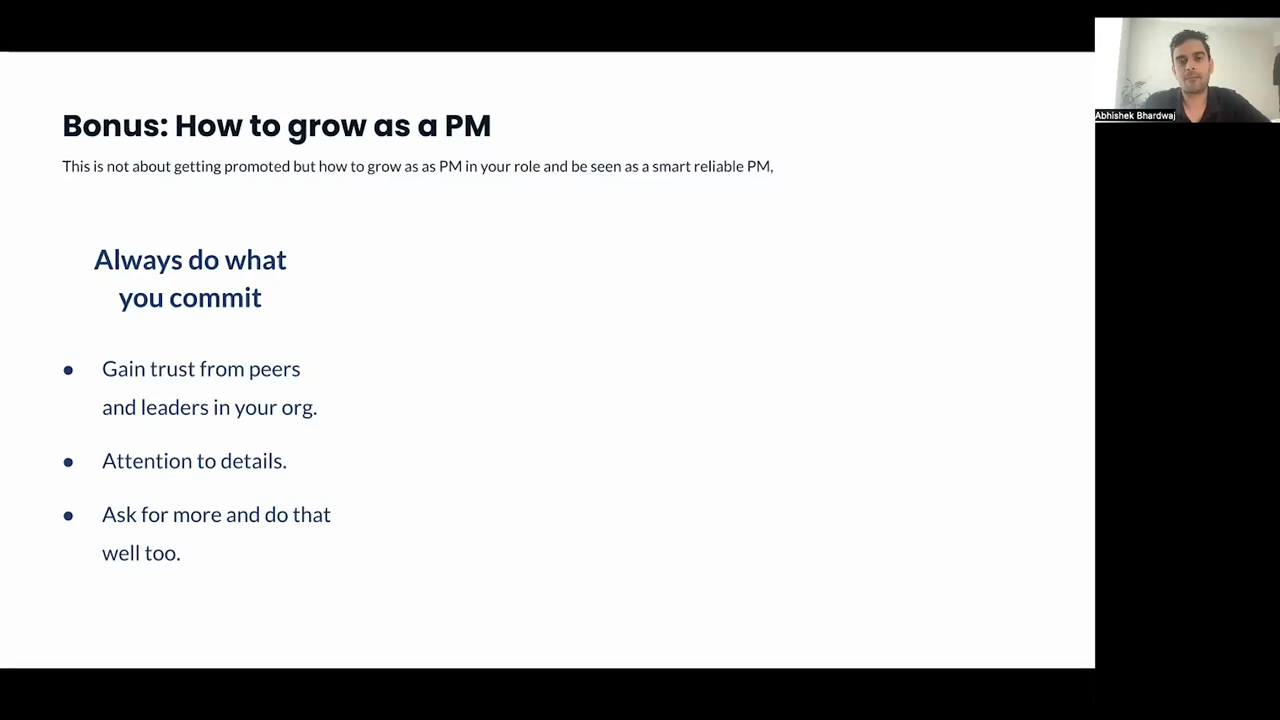 Bonus: How to grow as a PM
This is not about getting promoted but how to grow as as PM in your role and be seen as a smart reliable PM,
Always do what
you commit
● Gain trust from peers
and leaders in your org.
● Attention to details.
● Ask for more and do that
well too.
Abhishek Bhardwaj